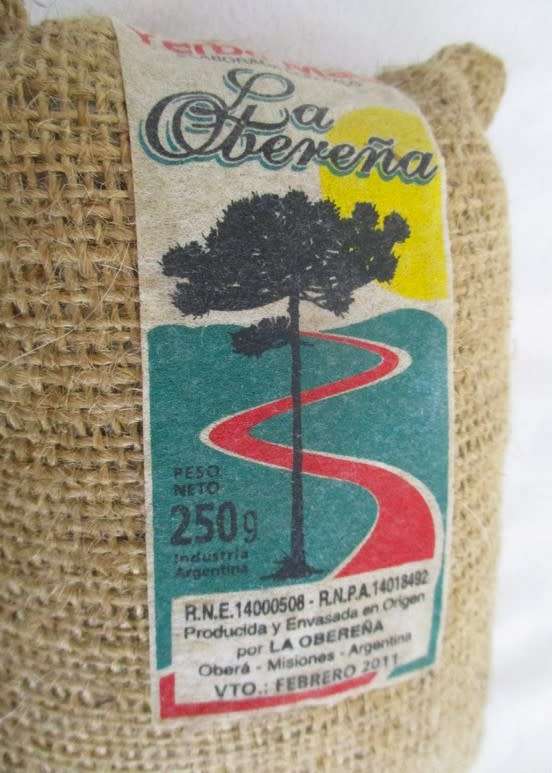 La
Obereña
PESO
NETO
250g
Industria
Argentina
R.N.E.14000506 - R.N.P.A.14018492
Producida y Envasada en Origen
por LA OBEREÑA
Oberá - Misiones - Argentina
VTO.: FEBRERO 2011